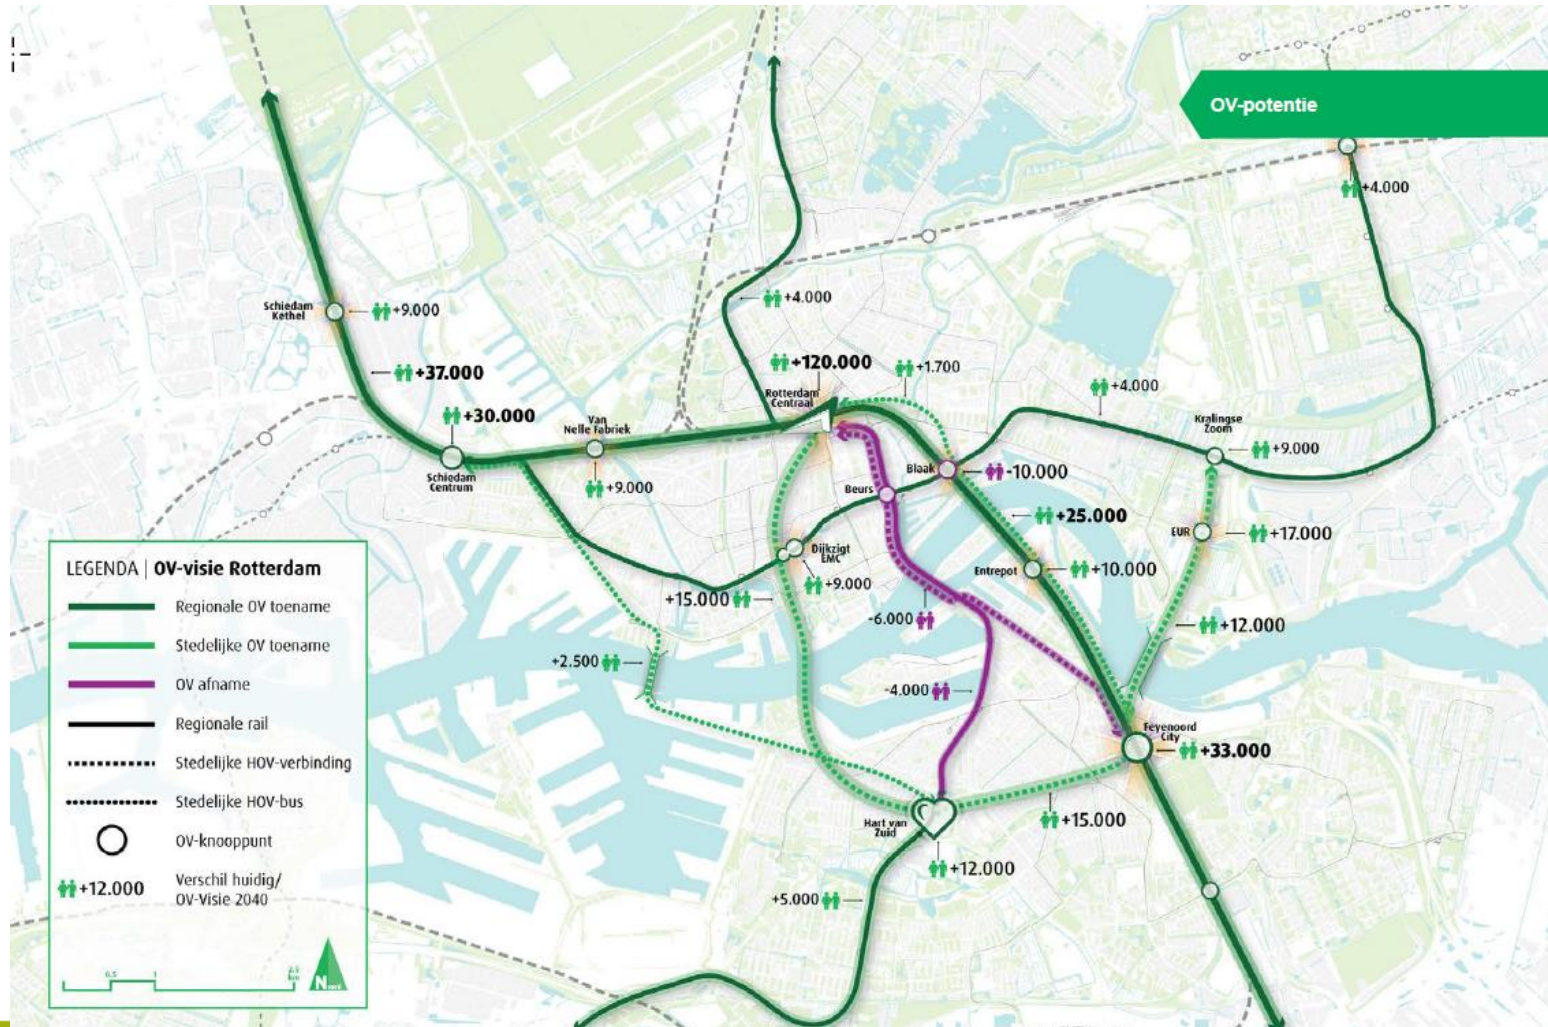 OV-potentie
+4.000
Schiedam
Kethel
+9.000
+4.000
+37.000
+120.000
+1.700
Rotterdam
Centraal
+4.000
+30.000
Van
Nelle Fabriek
Kralingse
Zoom
+9.000
Schiedam
Centrum
+9.000
Blaak
-10.000
Beurs
+25.000
EUR
+17.000
Dijkzigt
EMC
Entrepot
+10.000
+9.000
+15.000
-6.000
+12.000
+2.500
-4.000
Feyenoord
City
+33.000
Hart van
Zuid
+15.000
+12.000
+5.000
LEGENDA | OV-visie Rotterdam
Regionale OV toename
Stedelijke OV toename
OV afname
Regionale rail
Stedelijke HOV-verbinding
Stedelijke HOV-bus
OV-knooppunt
+12.000
Verschil huidig/
OV-Visie 2040
0.5
1
N